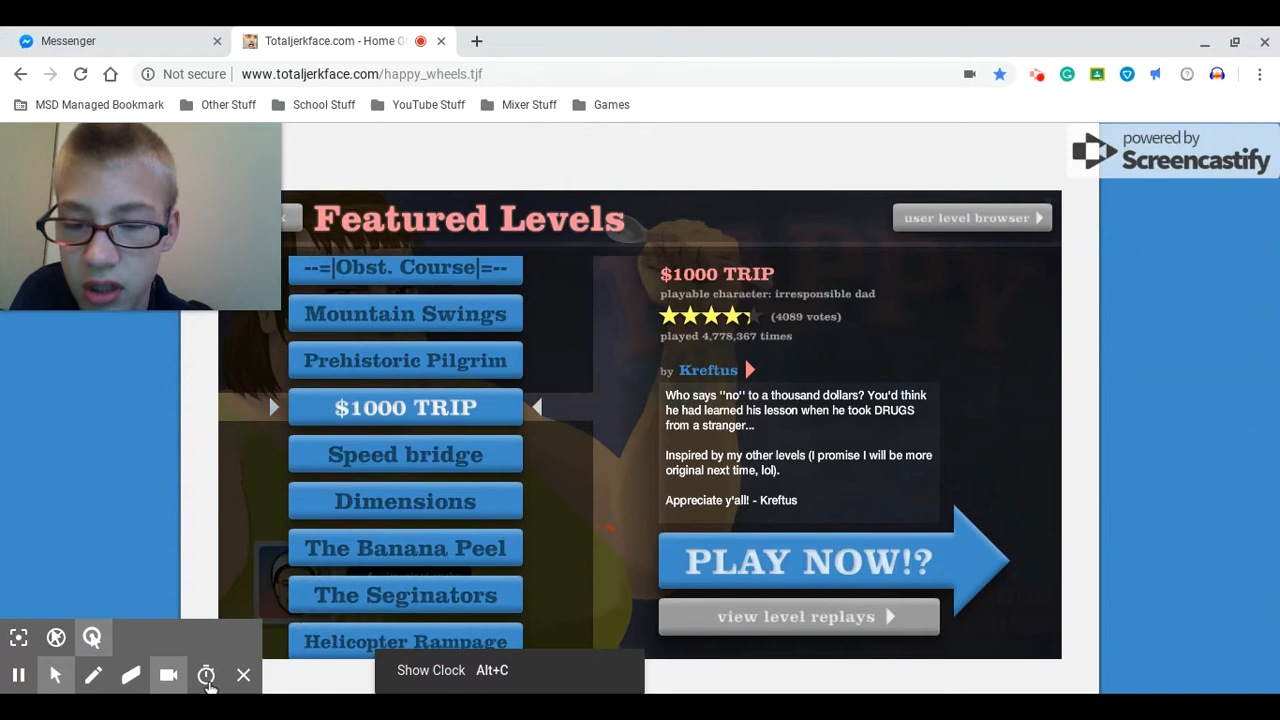 Messenger
Totaljerkface.com - Home O
Not secure
www.totaljerkface.com/happy_wheels.tjf
MSD Managed Bookmark
Other Stuff
School Stuff
YouTube Stuff
Mixer Stuff
Games
powered by
Screencastify
Featured Levels
user level browser
--=|Obst. Course|=--
Mountain Swings
Prehistoric Pilgrim
$1000 TRIP
Speed bridge
Dimensions
The Banana Peel
The Seginators
Helicopter Rampage
$1000 TRIP
playable character: irresponsible dad
(4089 votes)
played 4,778,367 times
by Kreftus
Who says "no" to a thousand dollars? You'd think
he had learned his lesson when he took DRUGS
from a stranger...
Inspired by my other levels (I promise I will be more
original next time, lol).
Appreciate y'all! - Kreftus
PLAY NOW!?
view level replays
Show Clock Alt+C